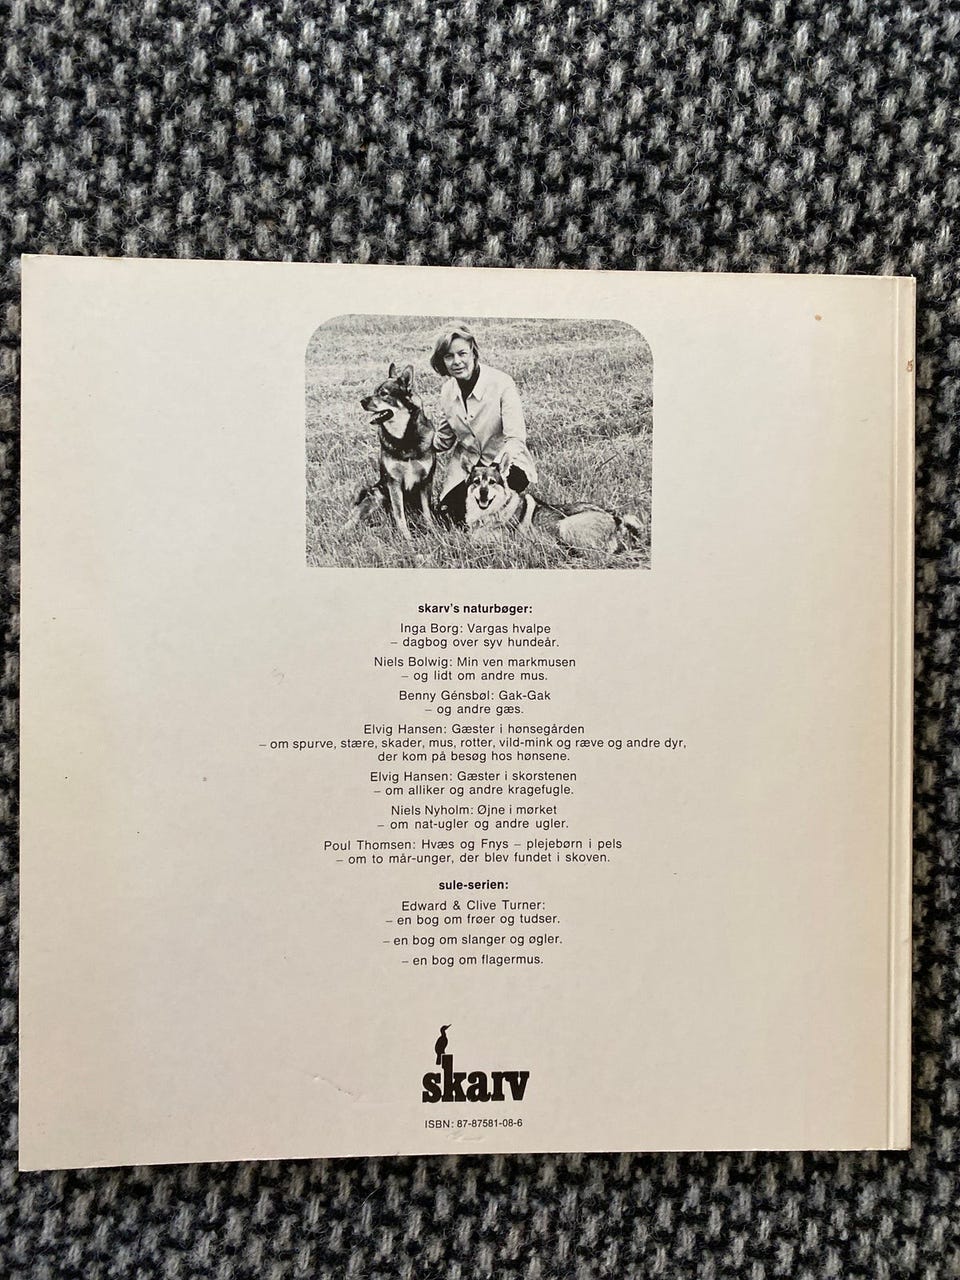 skarv's naturbøger:
Inga Borg: Vargas hvalpe
– dagbog over syv hundeår.
Niels Bolwig: Min ven markmusen
– og lidt om andre mus.
Benny Génsbøl: Gak-Gak
– og andre gæs.
Elvig Hansen: Gæster i hønsegården
– om spurve, stære, skader, mus, rotter, vild-mink og ræve og andre dyr,
der kom på besøg hos hønsene.
Elvig Hansen: Gæster i skorstenen
– om alliker og andre kragefugle.
Niels Nyholm: Øjne i mørket
– om nat-ugler og andre ugler.
Poul Thomsen: Hvæs og Fnys – plejebørn i pels
– om to mår-unger, der blev fundet i skoven.
sule-serien:
Edward & Clive Turner:
– en bog om frøer og tudser.
– en bog om slanger og øgler.
– en bog om flagermus.
skarv
ISBN: 87-87581-08-6